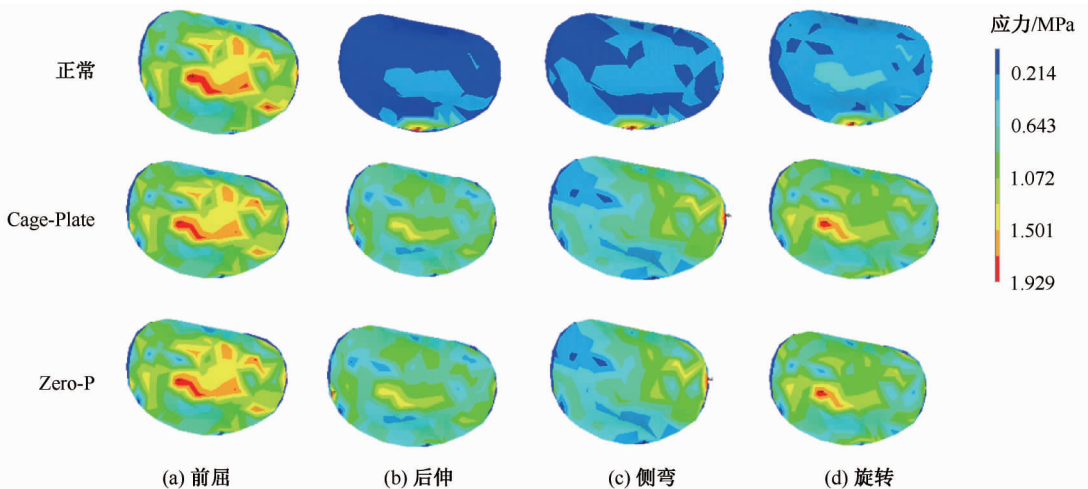 应力/MPa
正常
0.214
0.643
1.072
1.501
1.929
Cage-Plate
Zero-P
(a) 前屈
(b) 后伸
(c) 侧弯
(d) 旋转